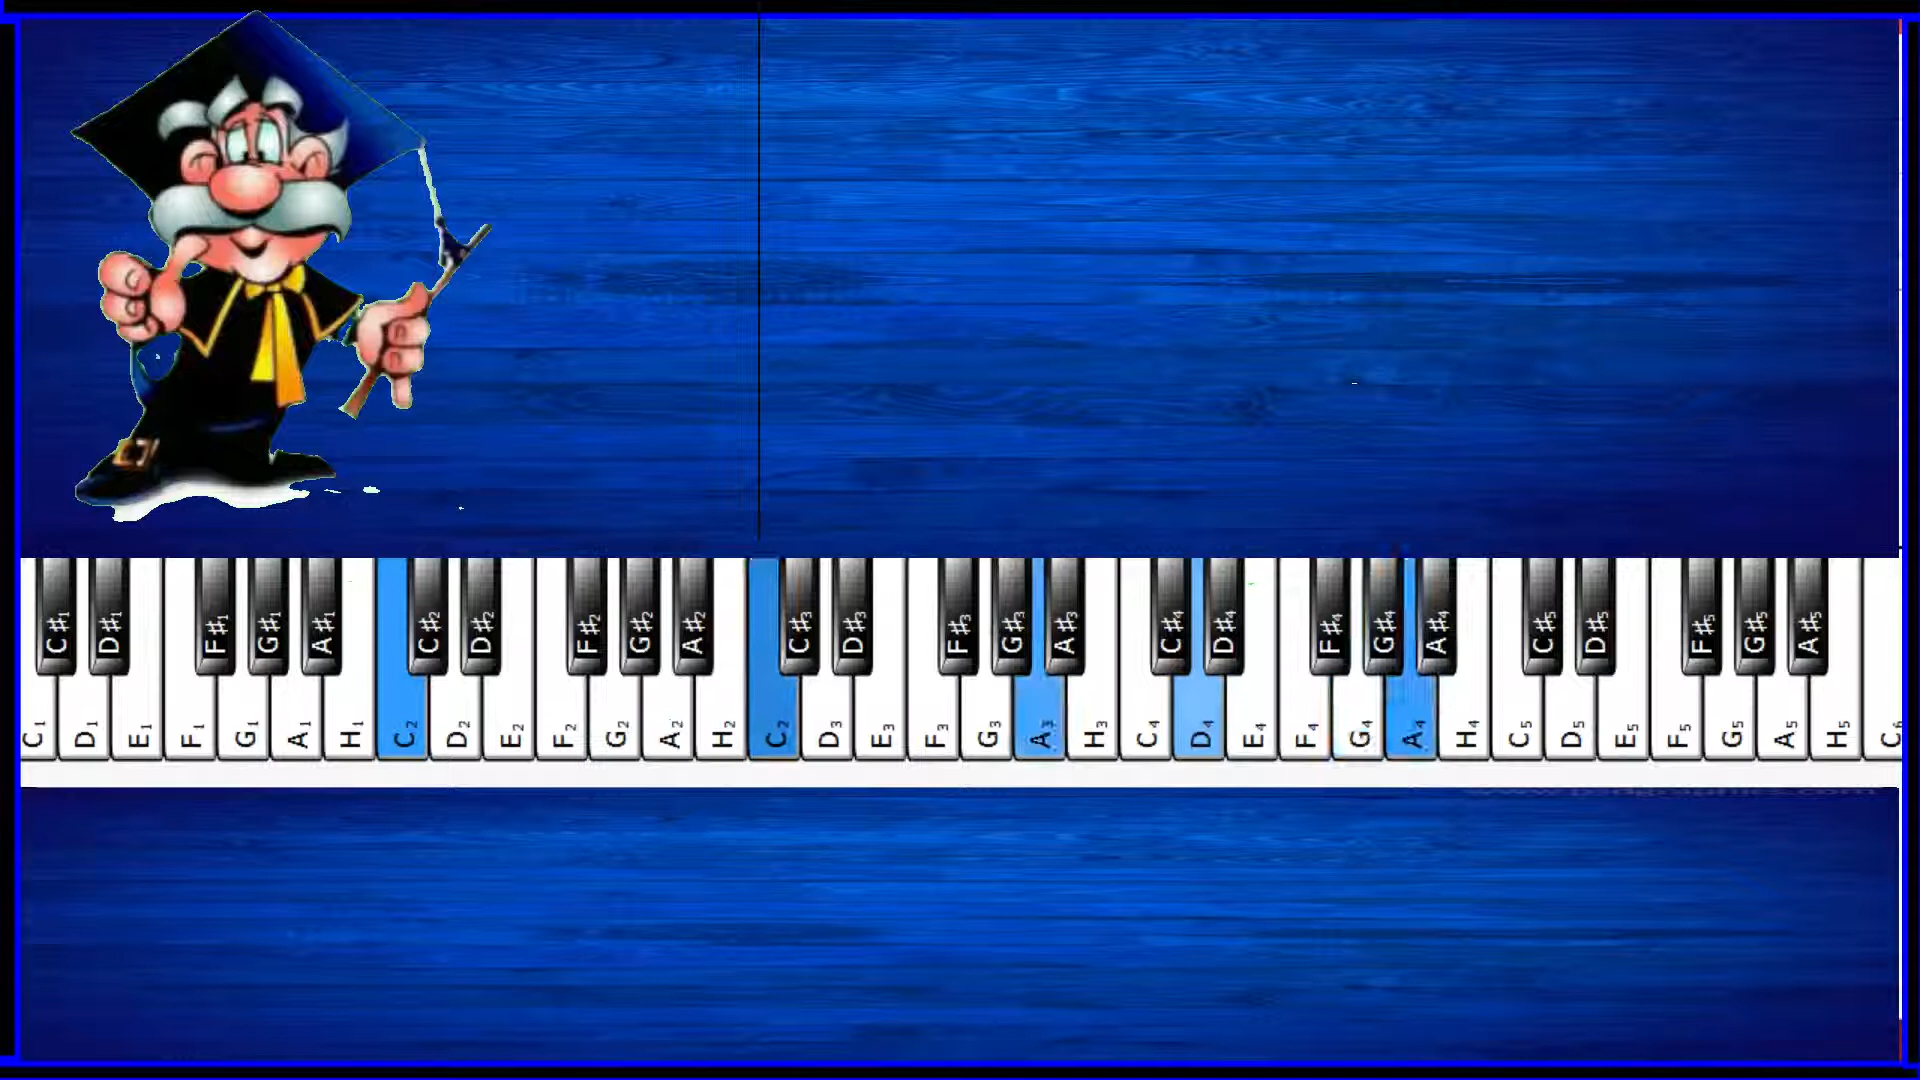 C♯1 D♯1 F♯1 G♯1 A♯1 C♯2 D♯2 F♯2 G♯2 A♯2 C♯3 D♯3 F♯3 G♯3 A♯3 C♯4 D♯4 F♯4 G♯4 A♯4 C♯5 D♯5 F♯5 G♯5 A♯5
C1 D1 E1 F1 G1 A1 H1 C2 D2 E2 F2 G2 A2 H2 C2 D3 E3 F3 G3 A3 H3 C4 D4 E4 F4 G4 A4 H4 C5 D5 E5 F5 G5 A5 H5 C6